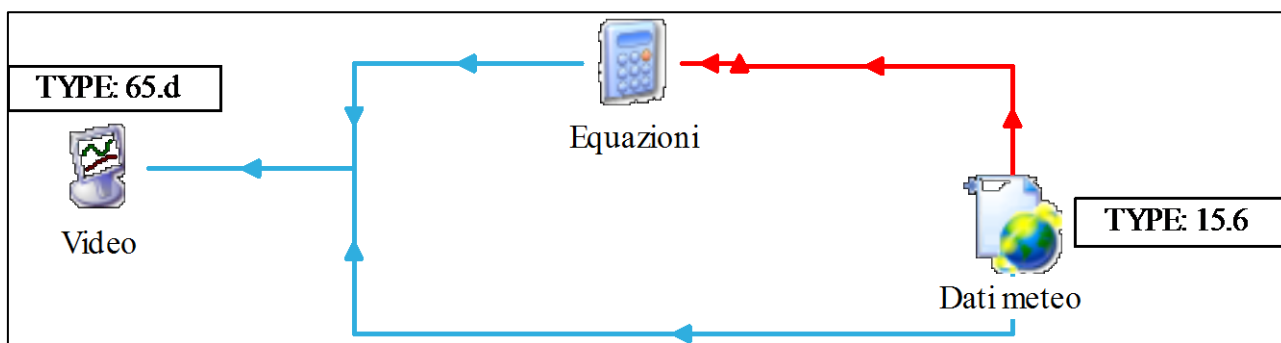 TYPE: 65.d
Equazioni
Video
TYPE: 15.6
Dati meteo